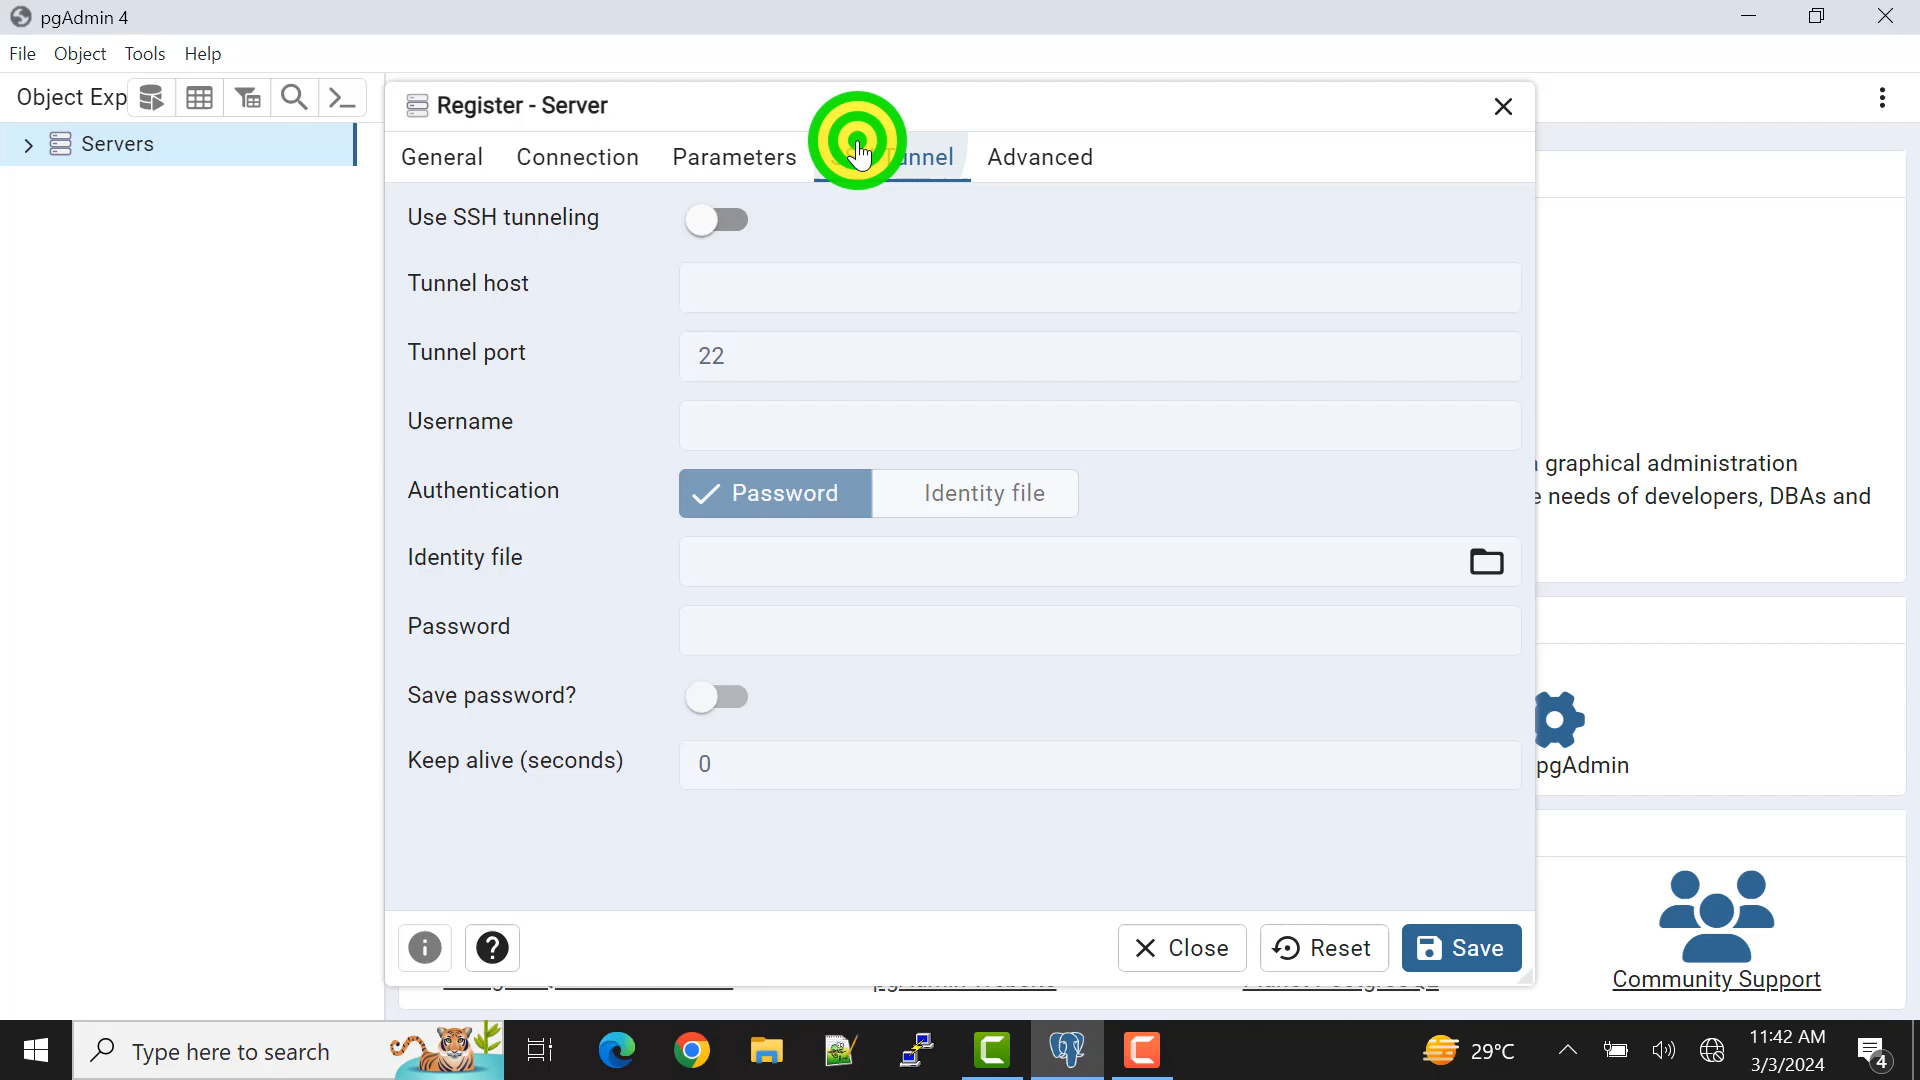 pgAdmin 4
File Object Tools Help
Object Exp
Servers
Register - Server
General Connection Parameters Tunnel Advanced
Use SSH tunneling
Tunnel host
Tunnel port 22
Username
Authentication Password Identity file
Identity file
Password
Save password?
Keep alive (seconds) 0
Close Reset Save
graphical administration
needs of developers, DBAs and
pgAdmin
Community Support
Type here to search
29°C
11:42 AM
3/3/2024
4